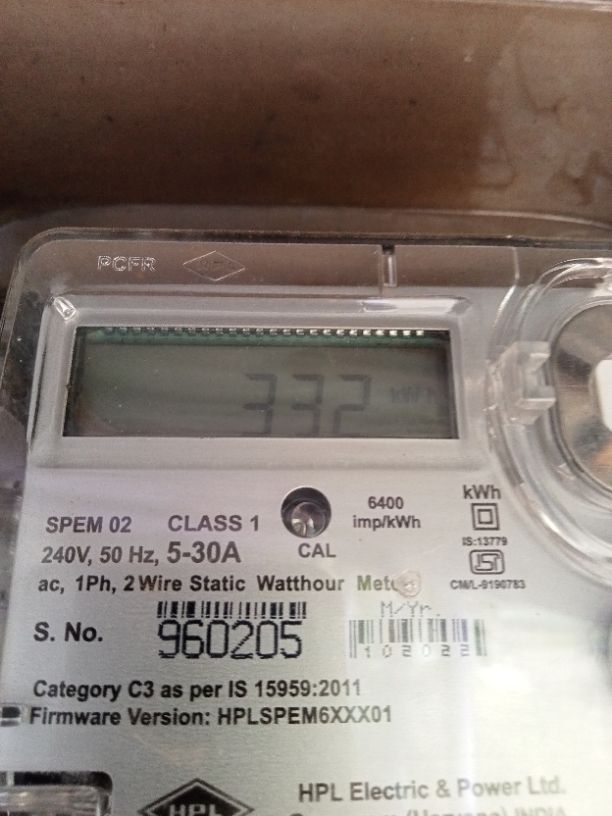 PCFR
332 kWh
SPEM 02 CLASS 1
CAL
6400
imp/kWh
kWh
IS:13779
240V, 50 Hz, 5-30A
ac, 1Ph, 2 Wire Static Watthour
CM/L-9190783
M/Yr.
S. No. 960205
102022
Category C3 as per IS 15959:2011
Firmware Version: HPLSPEM6XXX01
HPL
HPL Electric & Power Ltd.
INDIA